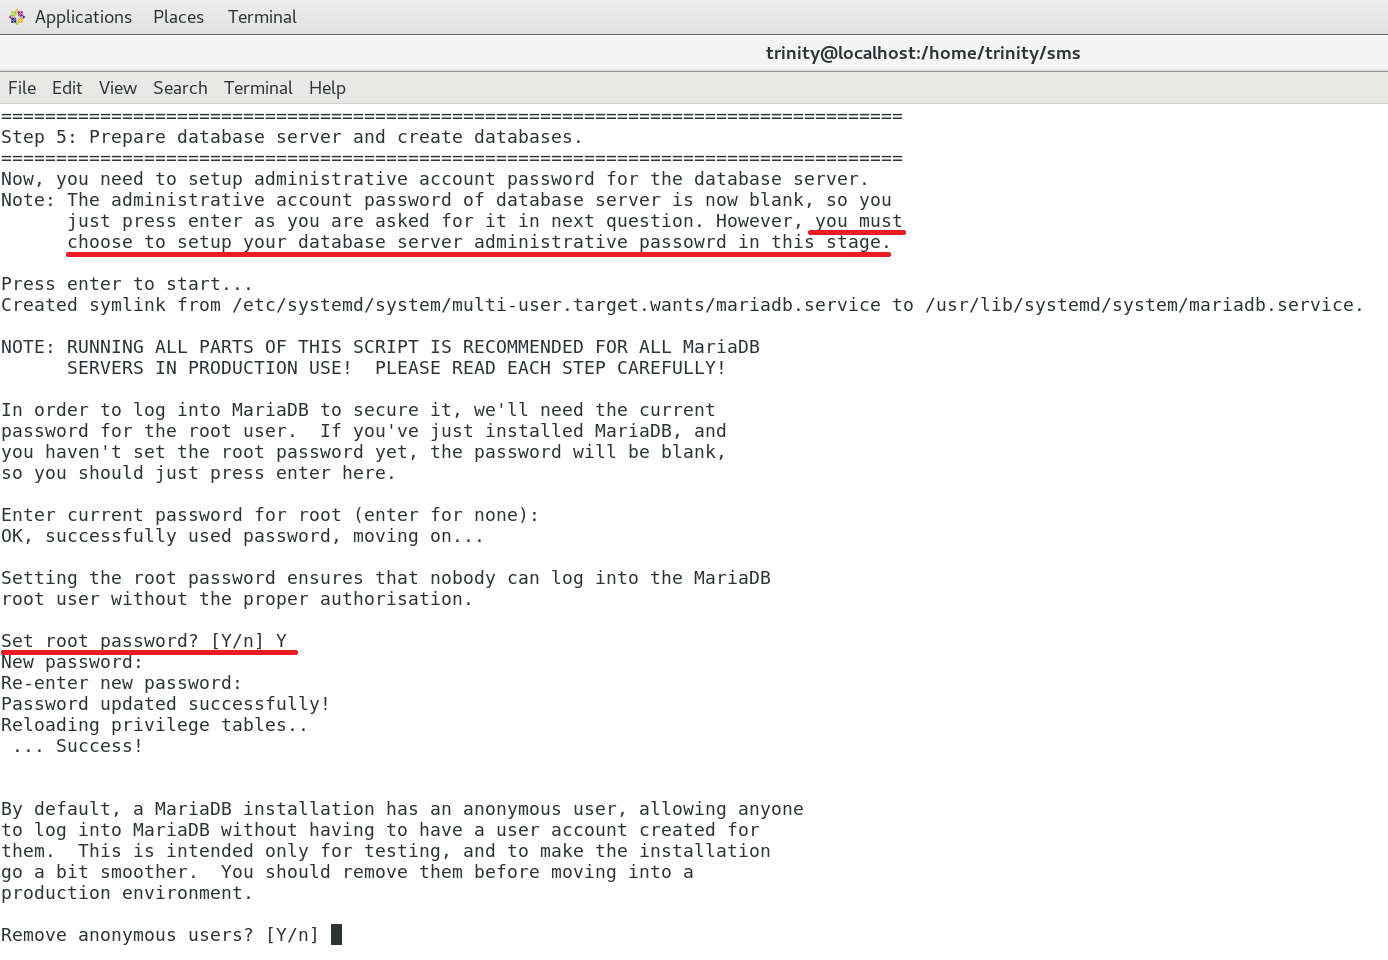 Applications Places Terminal
trinity@localhost:/home/trinity/sms
File Edit View Search Terminal Help
==================================================================================
Step 5: Prepare database server and create databases.
==================================================================================
Now, you need to setup administrative account password for the database server.
Note: The administrative account password of database server is now blank, so you
      just press enter as you are asked for it in next question. However, you must
      choose to setup your database server administrative passowrd in this stage.
Press enter to start...
Created symlink from /etc/systemd/system/multi-user.target.wants/mariadb.service to /usr/lib/systemd/system/mariadb.service.
NOTE: RUNNING ALL PARTS OF THIS SCRIPT IS RECOMMENDED FOR ALL MariaDB
      SERVERS IN PRODUCTION USE!  PLEASE READ EACH STEP CAREFULLY!
In order to log into MariaDB to secure it, we'll need the current
password for the root user.  If you've just installed MariaDB, and
you haven't set the root password yet, the password will be blank,
so you should just press enter here.
Enter current password for root (enter for none):
OK, successfully used password, moving on...
Setting the root password ensures that nobody can log into the MariaDB
root user without the proper authorisation.
Set root password? [Y/n] Y
New password:
Re-enter new password:
Password updated successfully!
Reloading privilege tables..
 ... Success!
By default, a MariaDB installation has an anonymous user, allowing anyone
to log into MariaDB without having to have a user account created for
them.  This is intended only for testing, and to make the installation
go a bit smoother.  You should remove them before moving into a
production environment.
Remove anonymous users? [Y/n]